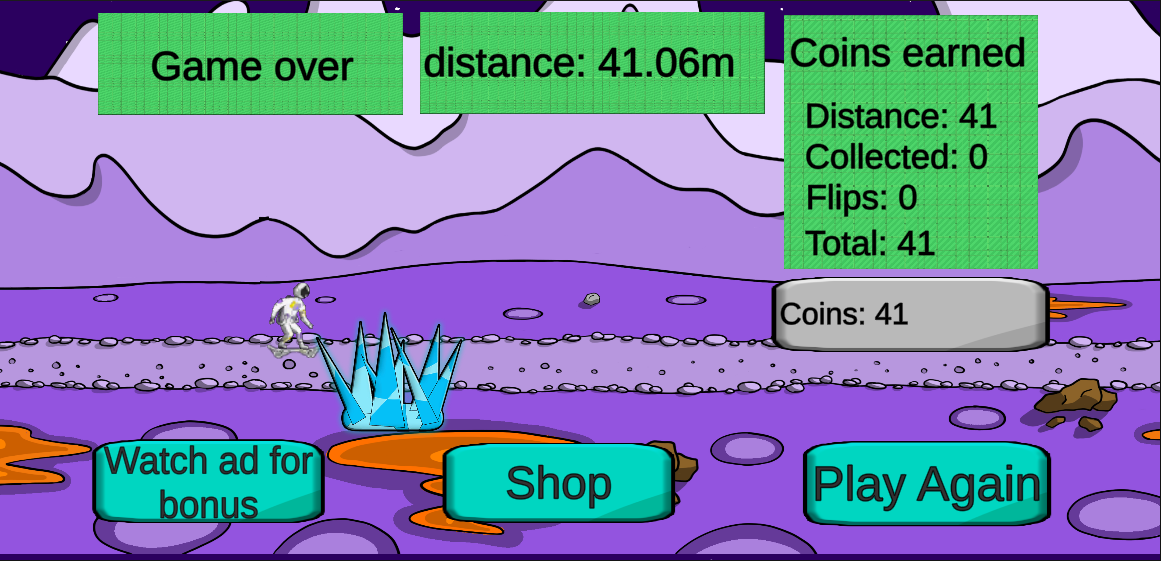 Game over
distance: 41.06m
Coins earned
Distance: 41
Collected: 0
Flips: 0
Total: 41
Coins: 41
Watch ad for
bonus
Shop
Play Again